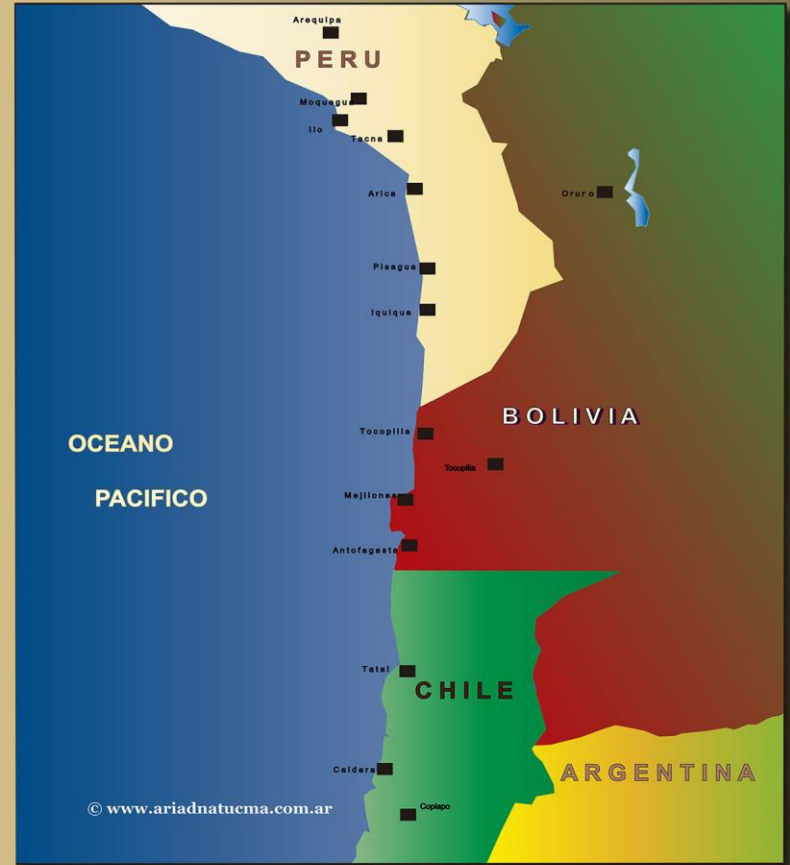 Arequipa
PERU
Moquegua
Ilo
Tacna
Arica
Oruro
Pisagua
Iquique
BOLIVIA
Tocopilla
OCEANO
Tocopilla
PACIFICO
Mejillones
Antofagasta
Tatal
CHILE
Caldera
ARGENTINA
© www.ariadnatucma.com.ar
Copiapo